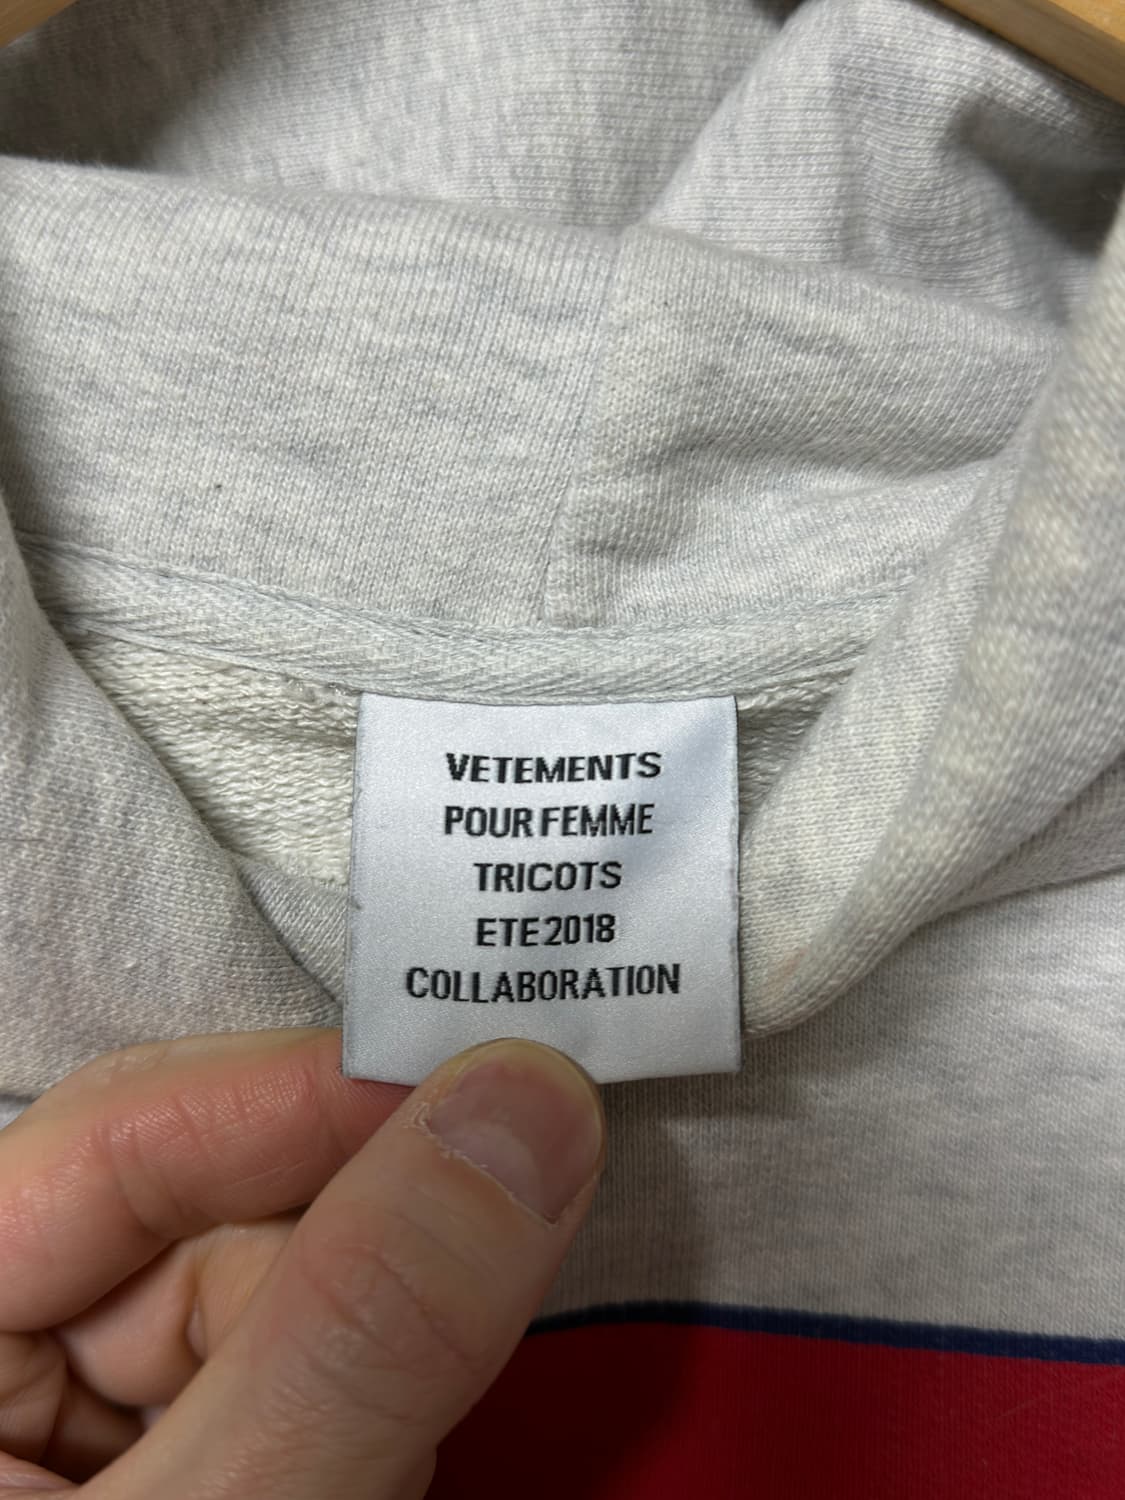 VETEMENTS
POUR FEMME
TRICOTS
ETE 2018
COLLABORATION